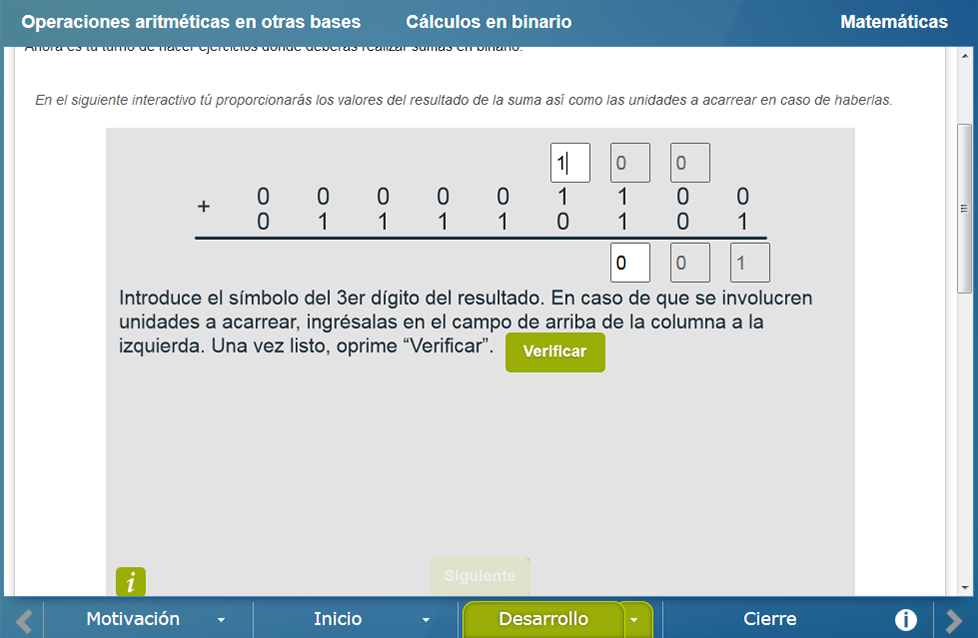 Operaciones aritméticas en otras bases Cálculos en binario Matemáticas
Ahora es tu turno de hacer ejercicios donde deberás realizar sumas en binario.
En el siguiente interactivo tú proporcionarás los valores del resultado de la suma así como las unidades a acarrear en caso de haberlas.
1 0 0
+ 0 0 0 0 0 1 1 0 0
0 1 1 1 1 0 1 0 1
0 0 1
Introduce el símbolo del 3er dígito del resultado. En caso de que se involucren
unidades a acarrear, ingrésalas en el campo de arriba de la columna a la
izquierda. Una vez listo, oprime “Verificar”. Verificar
i Siguiente
Motivación Inicio Desarrollo Cierre i